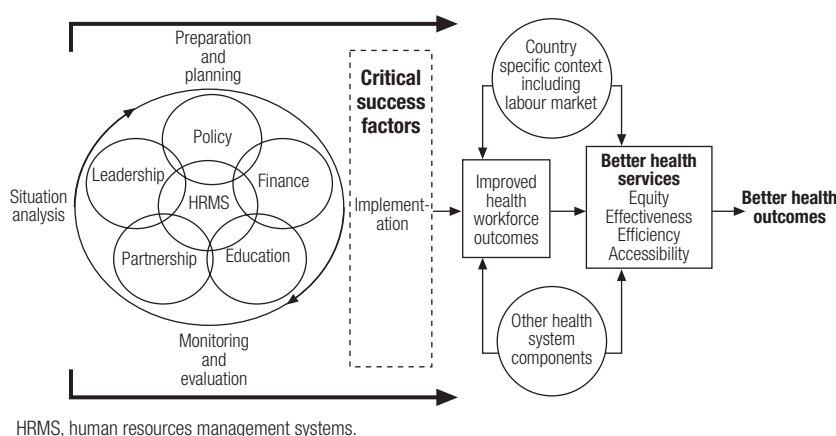 Preparation
and
planning
Situation
analysis
Policy
Leadership
Finance
HRMS
Partnership
Education
Monitoring
and
evaluation
Critical
success
factors
Implement-
ation
Country
specific context
including
labour market
Improved
health
workforce
outcomes
Better health
services
Equity
Effectiveness
Efficiency
Accessibility
Other health
system
components
Better health
outcomes
HRMS, human resources management systems.